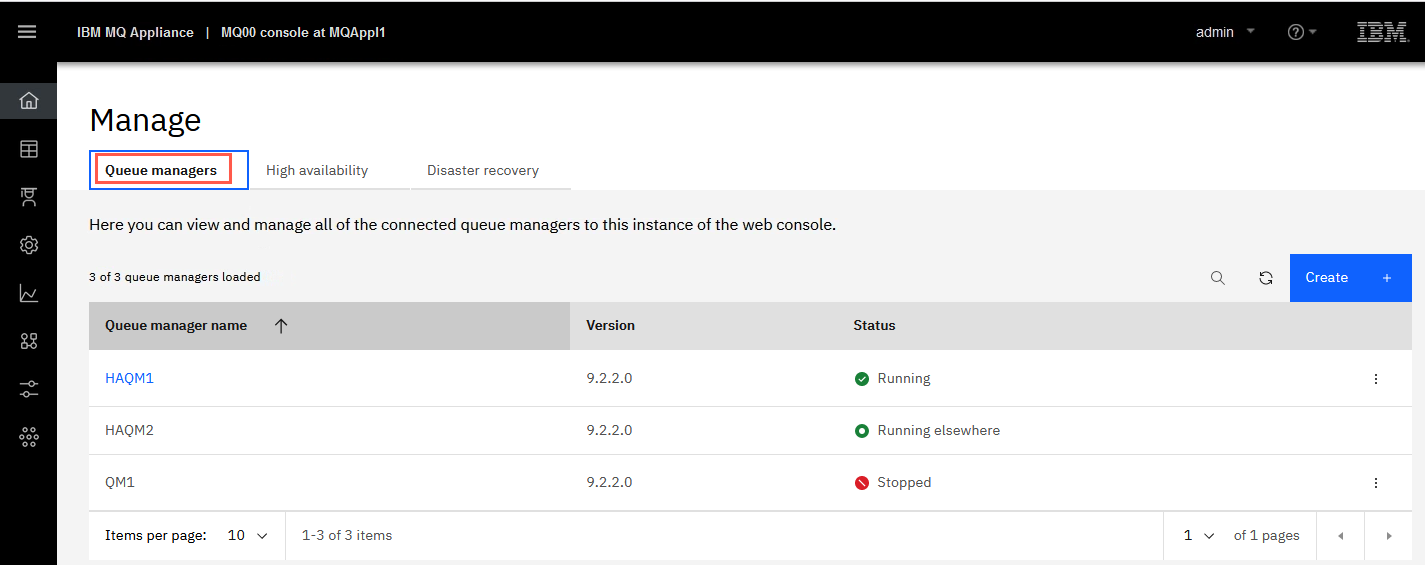 IBM MQ Appliance | MQ00 console at MQAppl1
admin
?
IBM
Manage
Queue managers High availability Disaster recovery
Here you can view and manage all of the connected queue managers to this instance of the web console.
3 of 3 queue managers loaded
Create +
Queue manager name Version Status
HAQM1 9.2.2.0 Running
HAQM2 9.2.2.0 Running elsewhere
QM1 9.2.2.0 Stopped
Items per page: 10 1-3 of 3 items 1 of 1 pages